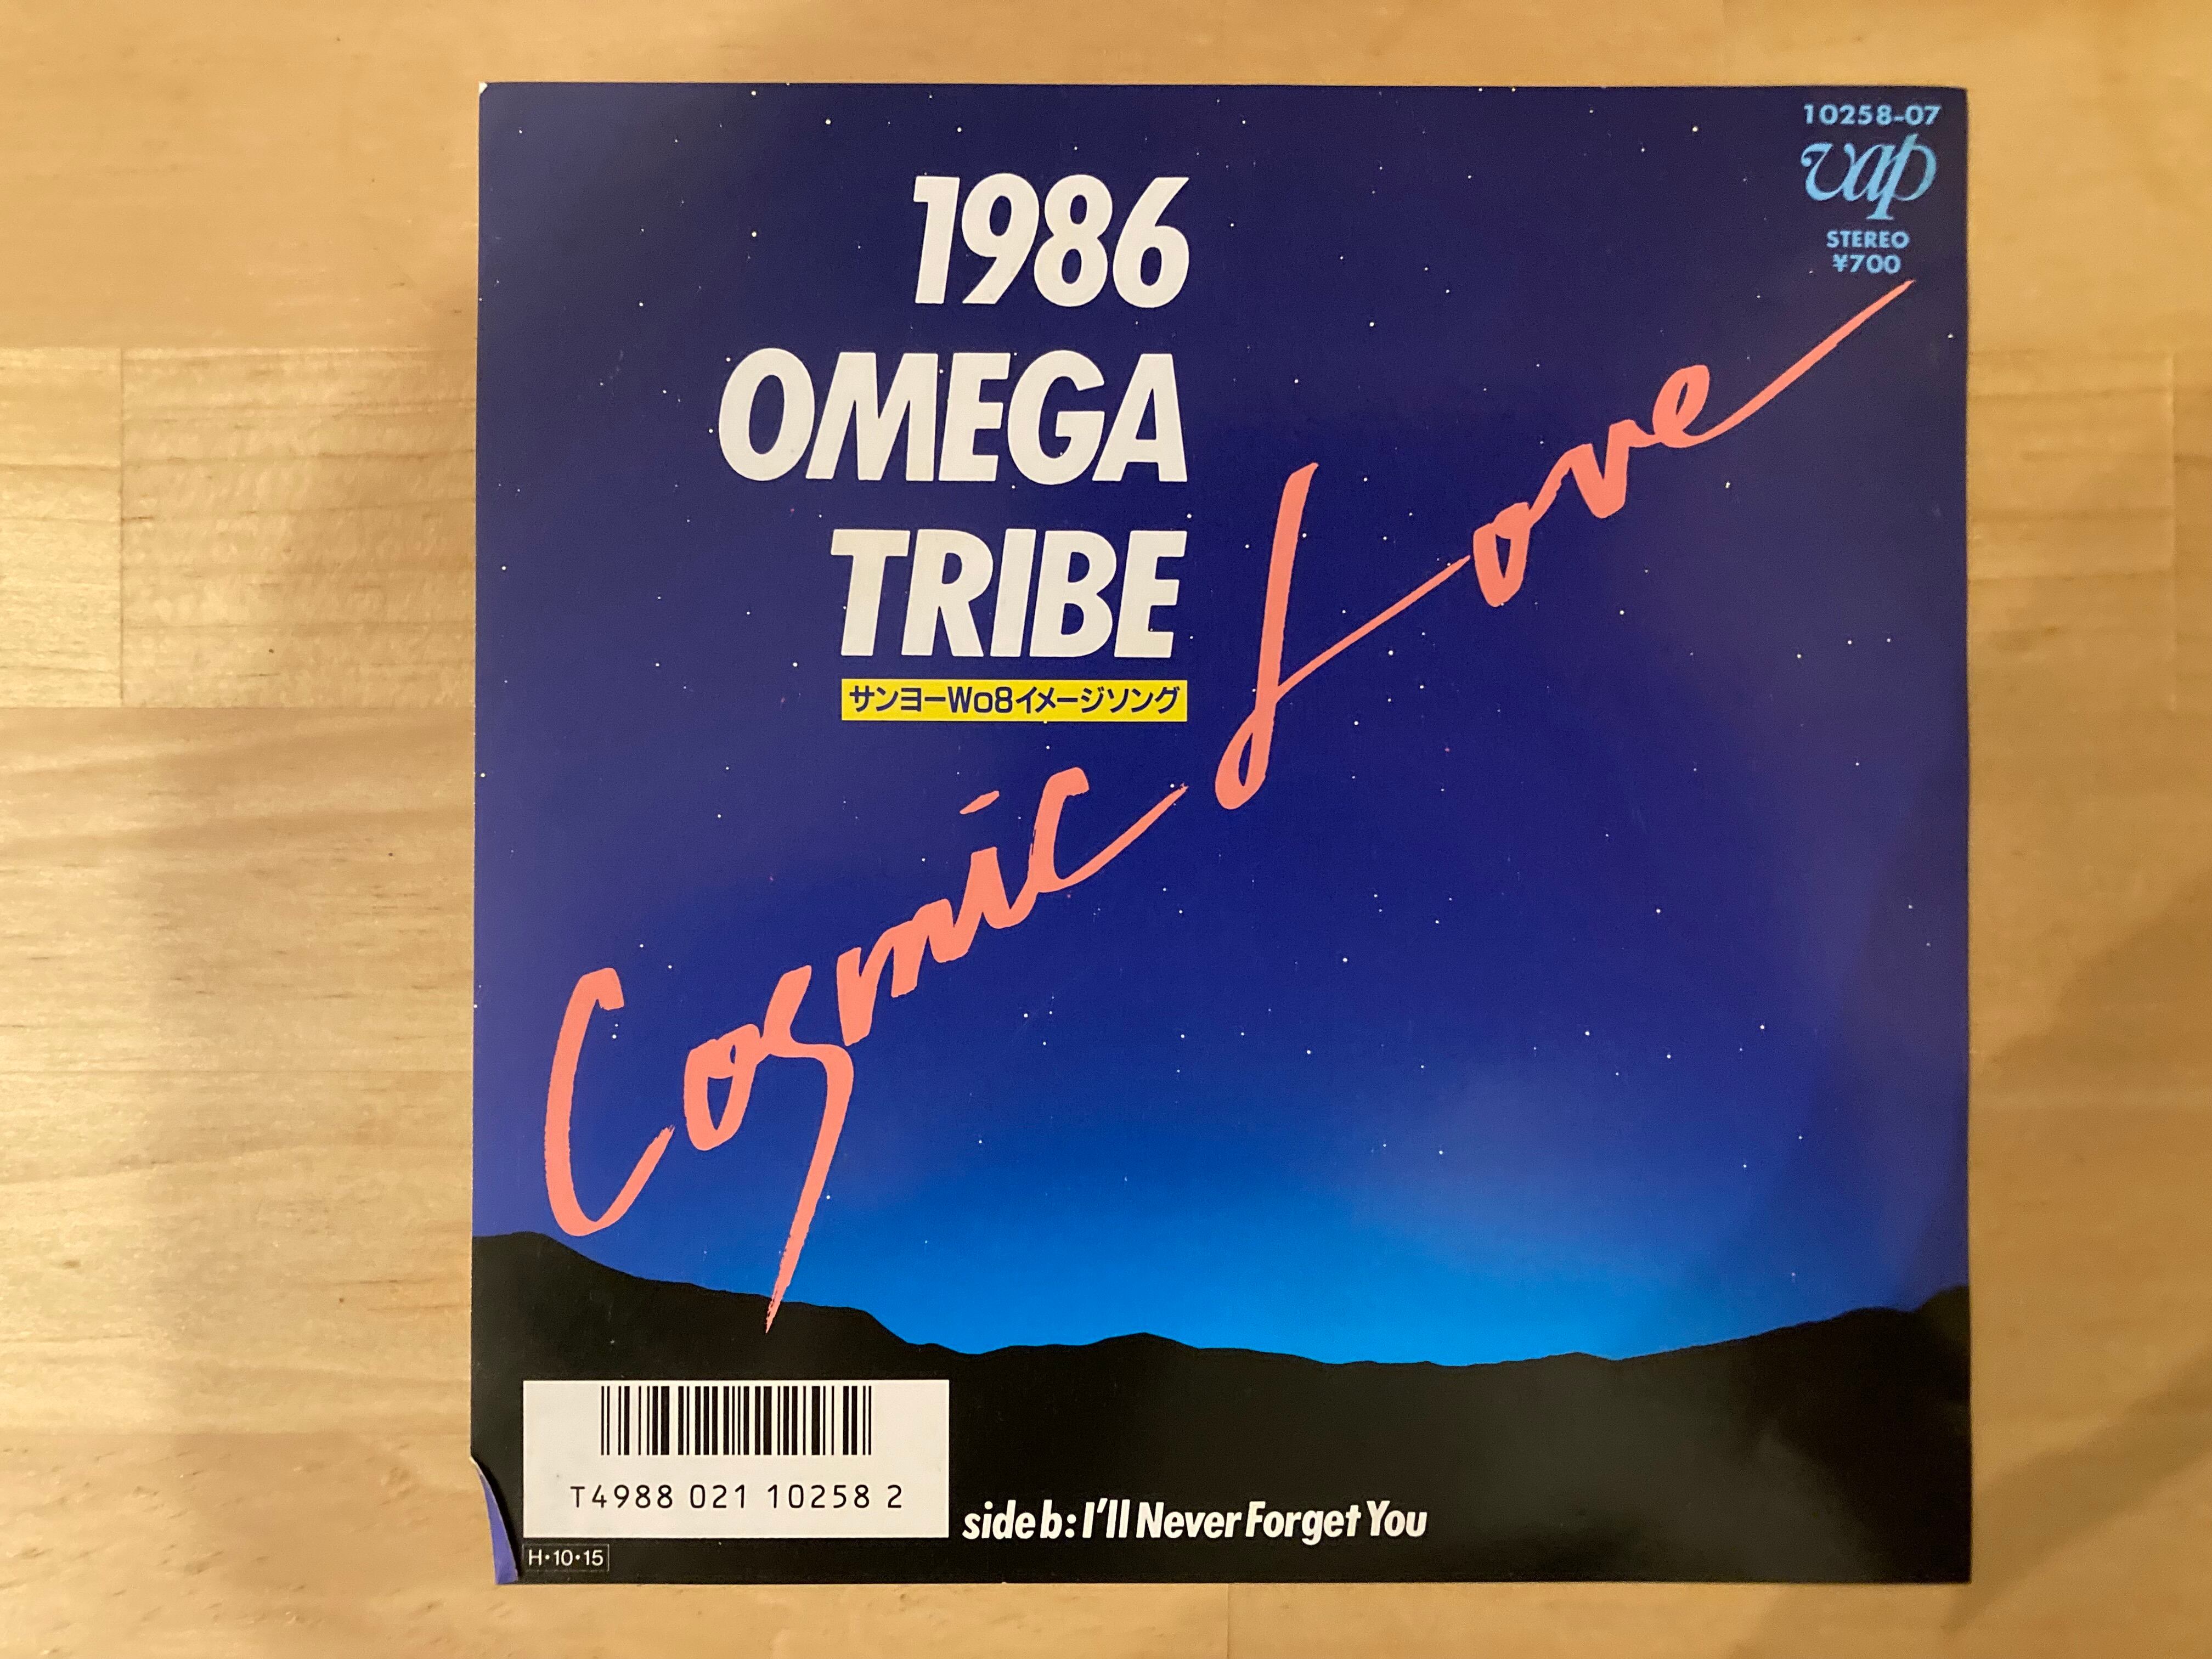 10258-07
vap
STEREO
¥700
1986
OMEGA
TRIBE
サンヨーWo8イメージソング
Cosmic Love
T4988 021 10258 2
side b: I'll Never Forget You
H・10・15